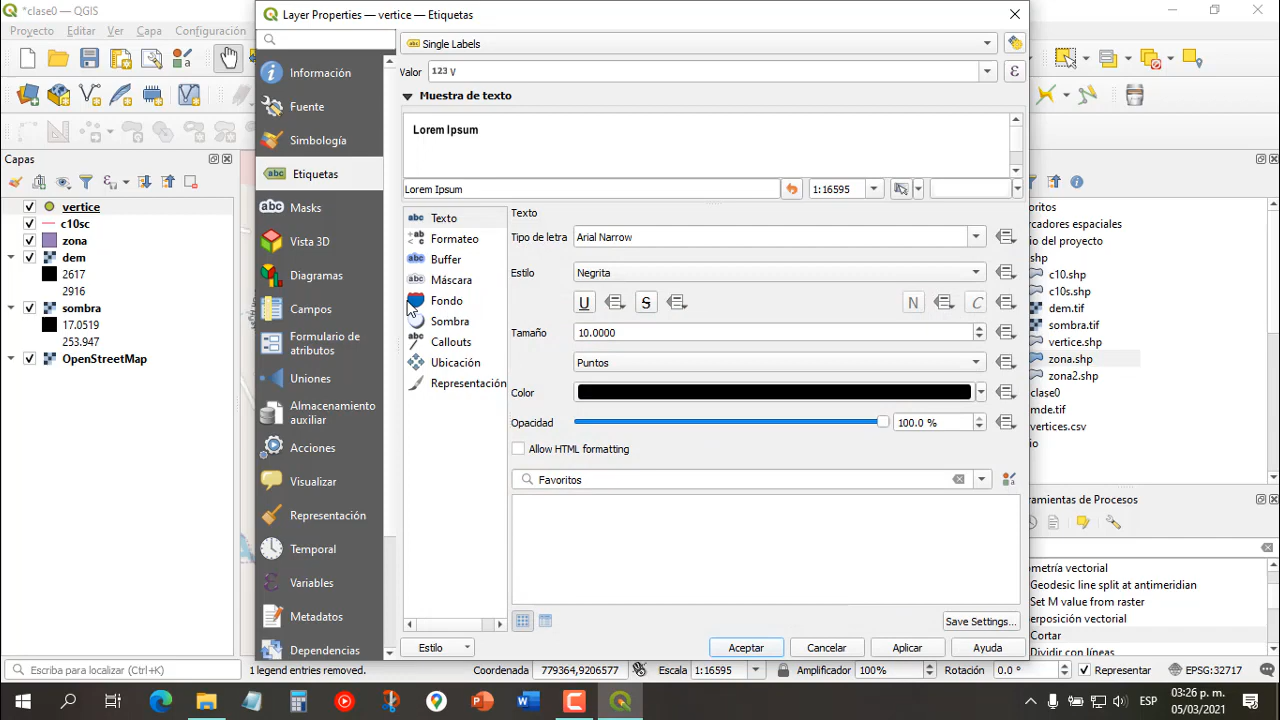 *clase0 — QGIS
Proyecto Editar Ver Capa Configuración
Capas
vertice
c10sc
zona
dem
2617
2916
sombra
17.0519
253.947
OpenStreetMap
Layer Properties — vertice — Etiquetas
Información
Fuente
Simbología
abc Etiquetas
abc Masks
Vista 3D
Diagramas
Campos
Formulario de
atributos
Uniones
Almacenamiento
auxiliar
Acciones
Visualizar
Representación
Temporal
Variables
Metadatos
Dependencias
abc Single Labels
Valor 123 v
Muestra de texto
Lorem Ipsum
Lorem Ipsum 1:16595
abc Texto
ab Formateo
abc Buffer
abc Máscara
Fondo
Sombra
abc Callouts
Ubicación
Representación
Texto
Tipo de letra Arial Narrow
Estilo Negrita
U S N C
Tamaño 10.0000
Puntos
Color
Opacidad 100.0 %
Allow HTML formatting
Favoritos
Save Settings...
Estilo Aceptar Cancelar Aplicar Ayuda
oritos
rcadores espaciales
io del proyecto
c10.shp
c10s.shp
dem.tif
sombra.tif
vertice.shp
zona.shp
zona2.shp
clase0
mde.tif
vertices.csv
io
ramientas de Procesos
ometría vectorial
Geodesic line split at antimeridian
Set M value from raster
erposición vectorial
Cortar
Escriba para localizar (Ctrl+K) 1 legend entries removed. Coordenada 779364,9206577 Escala 1:16595 Amplificador 100% Rotación 0.0 ° Representar EPSG:32717
ESP 03:26 p. m.
05/03/2021